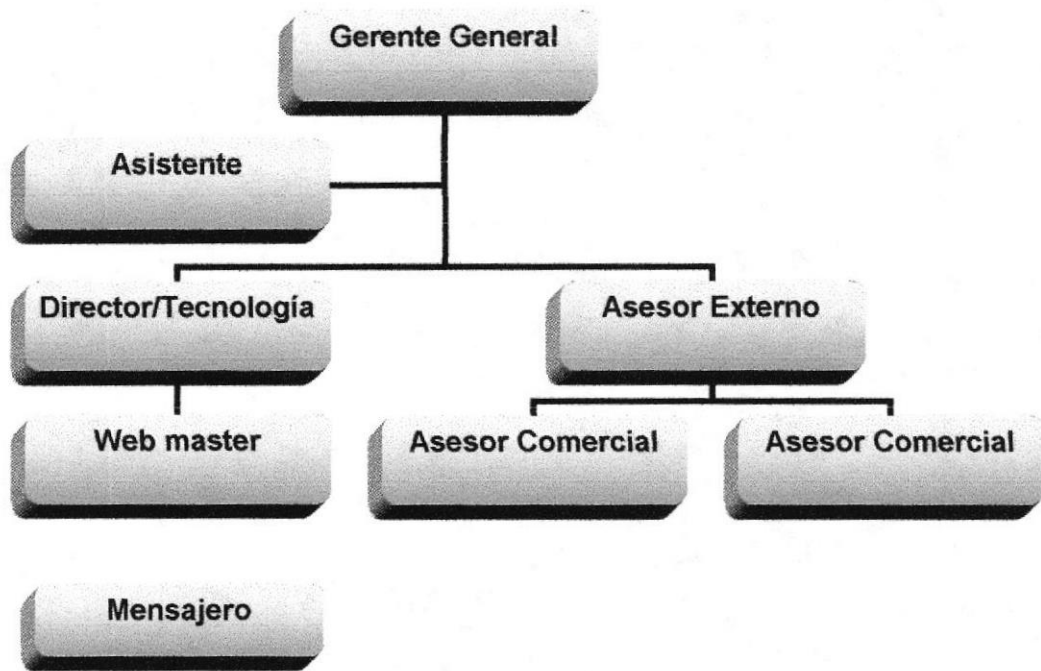 Gerente General
Asistente
Director/Tecnología
Asesor Externo
Web master
Asesor Comercial
Asesor Comercial
Mensajero